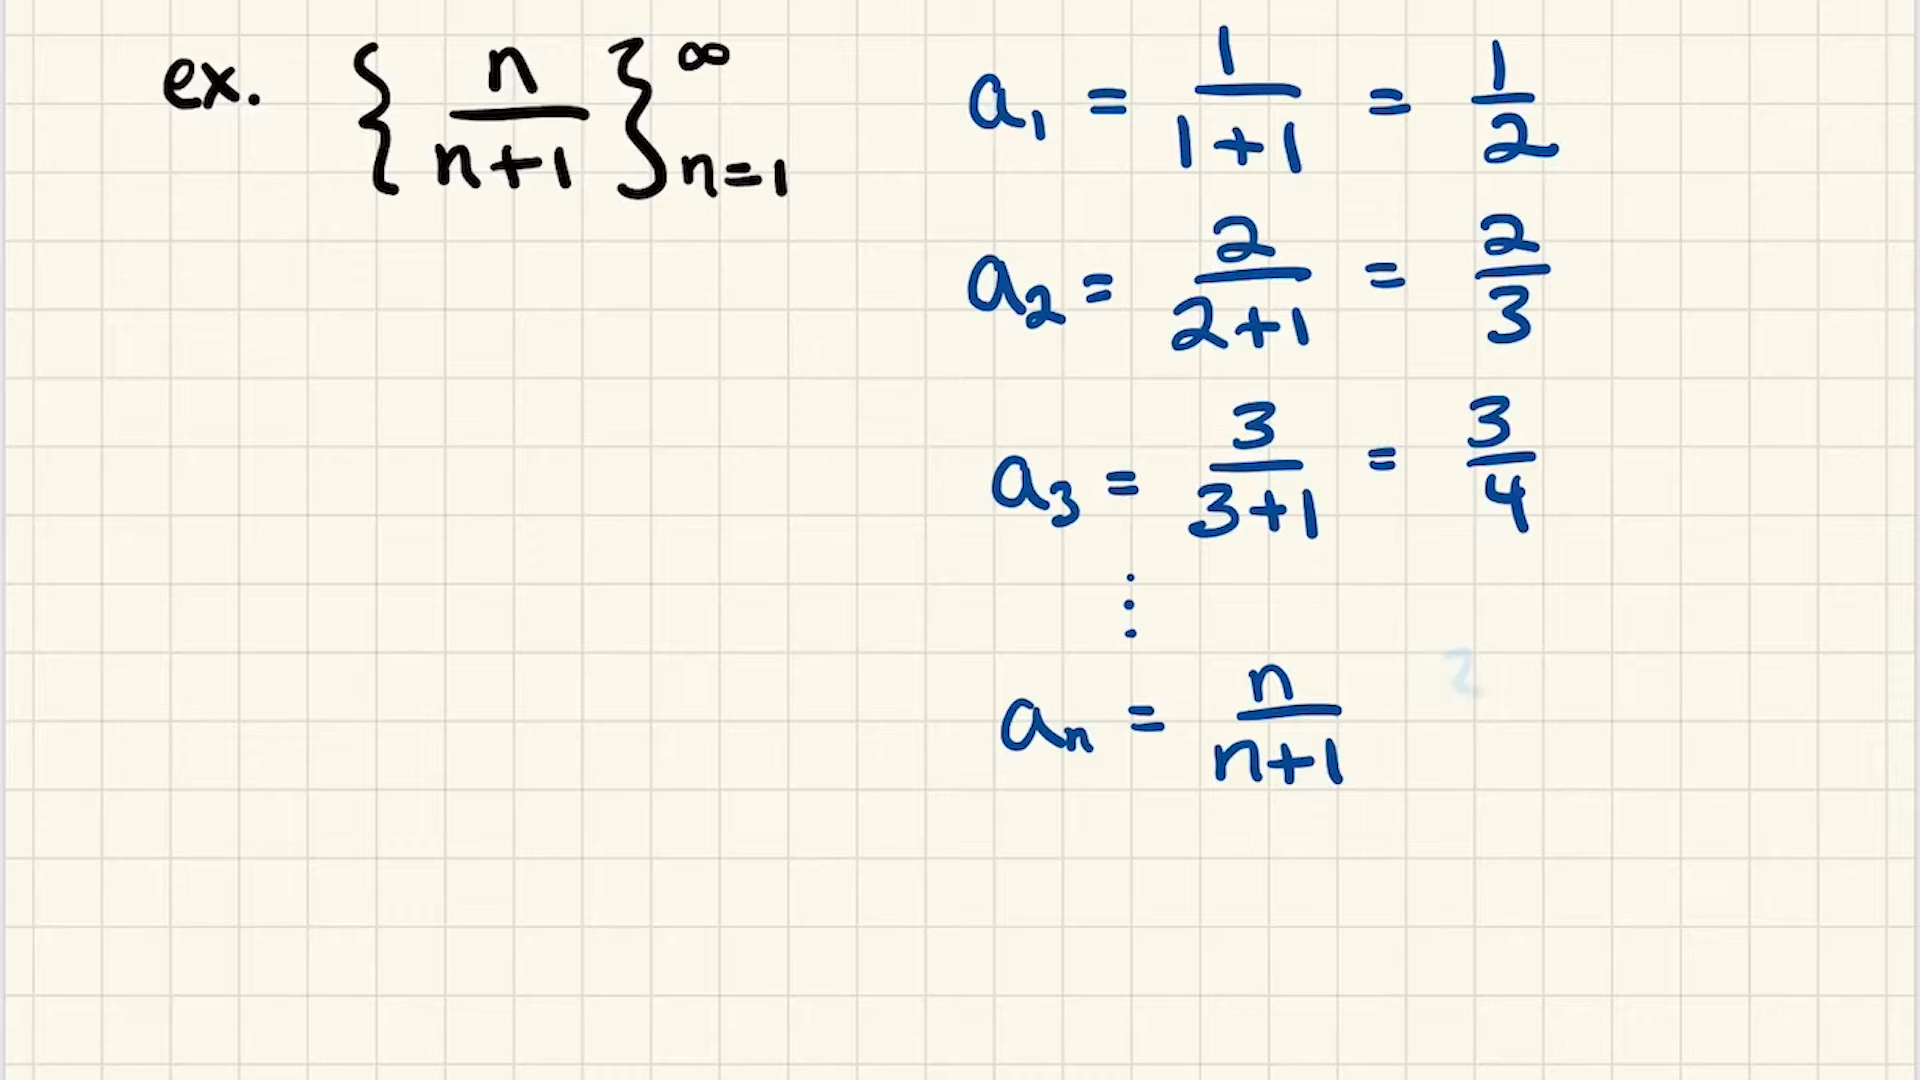 ex. { n/(n+1) }_{n=1}^{∞}
a₁ = 1/(1+1) = 1/2
a₂ = 2/(2+1) = 2/3
a₃ = 3/(3+1) = 3/4
⋮
aₙ = n/(n+1)